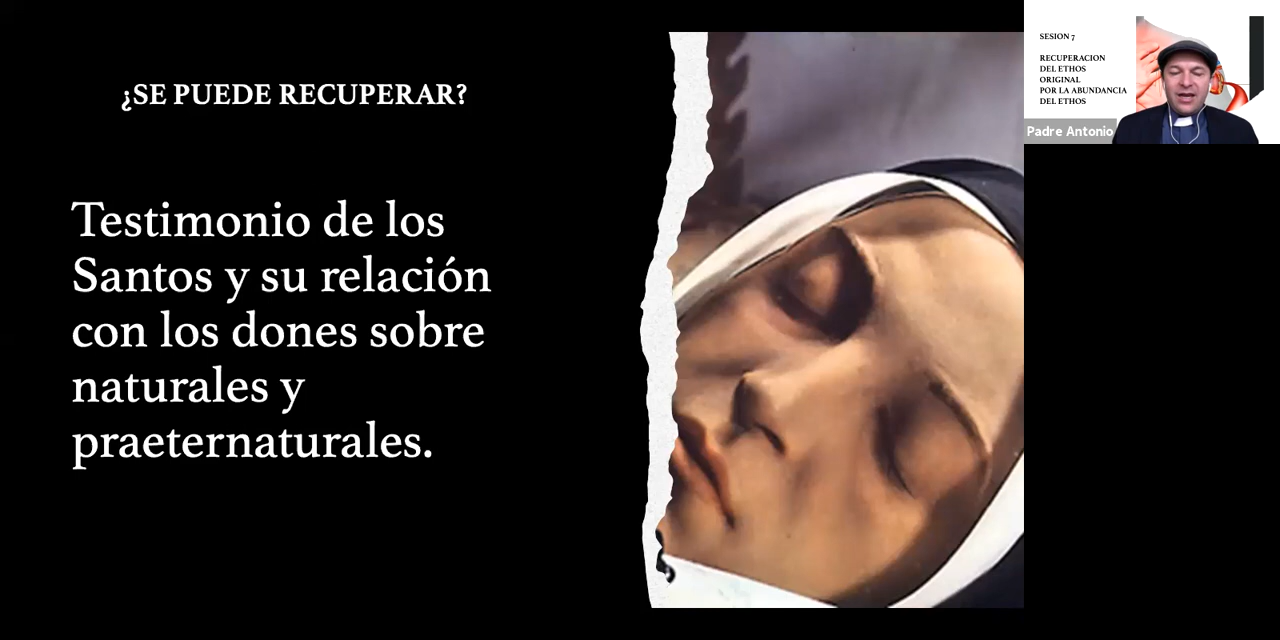 ¿SE PUEDE RECUPERAR?
Testimonio de los
Santos y su relación
con los dones sobre
naturales y
praeternaturales.
SESION 7
RECUPERACION
DEL ETHOS
ORIGINAL
POR LA ABUNDANCIA
DEL ETHOS
Padre Antonio